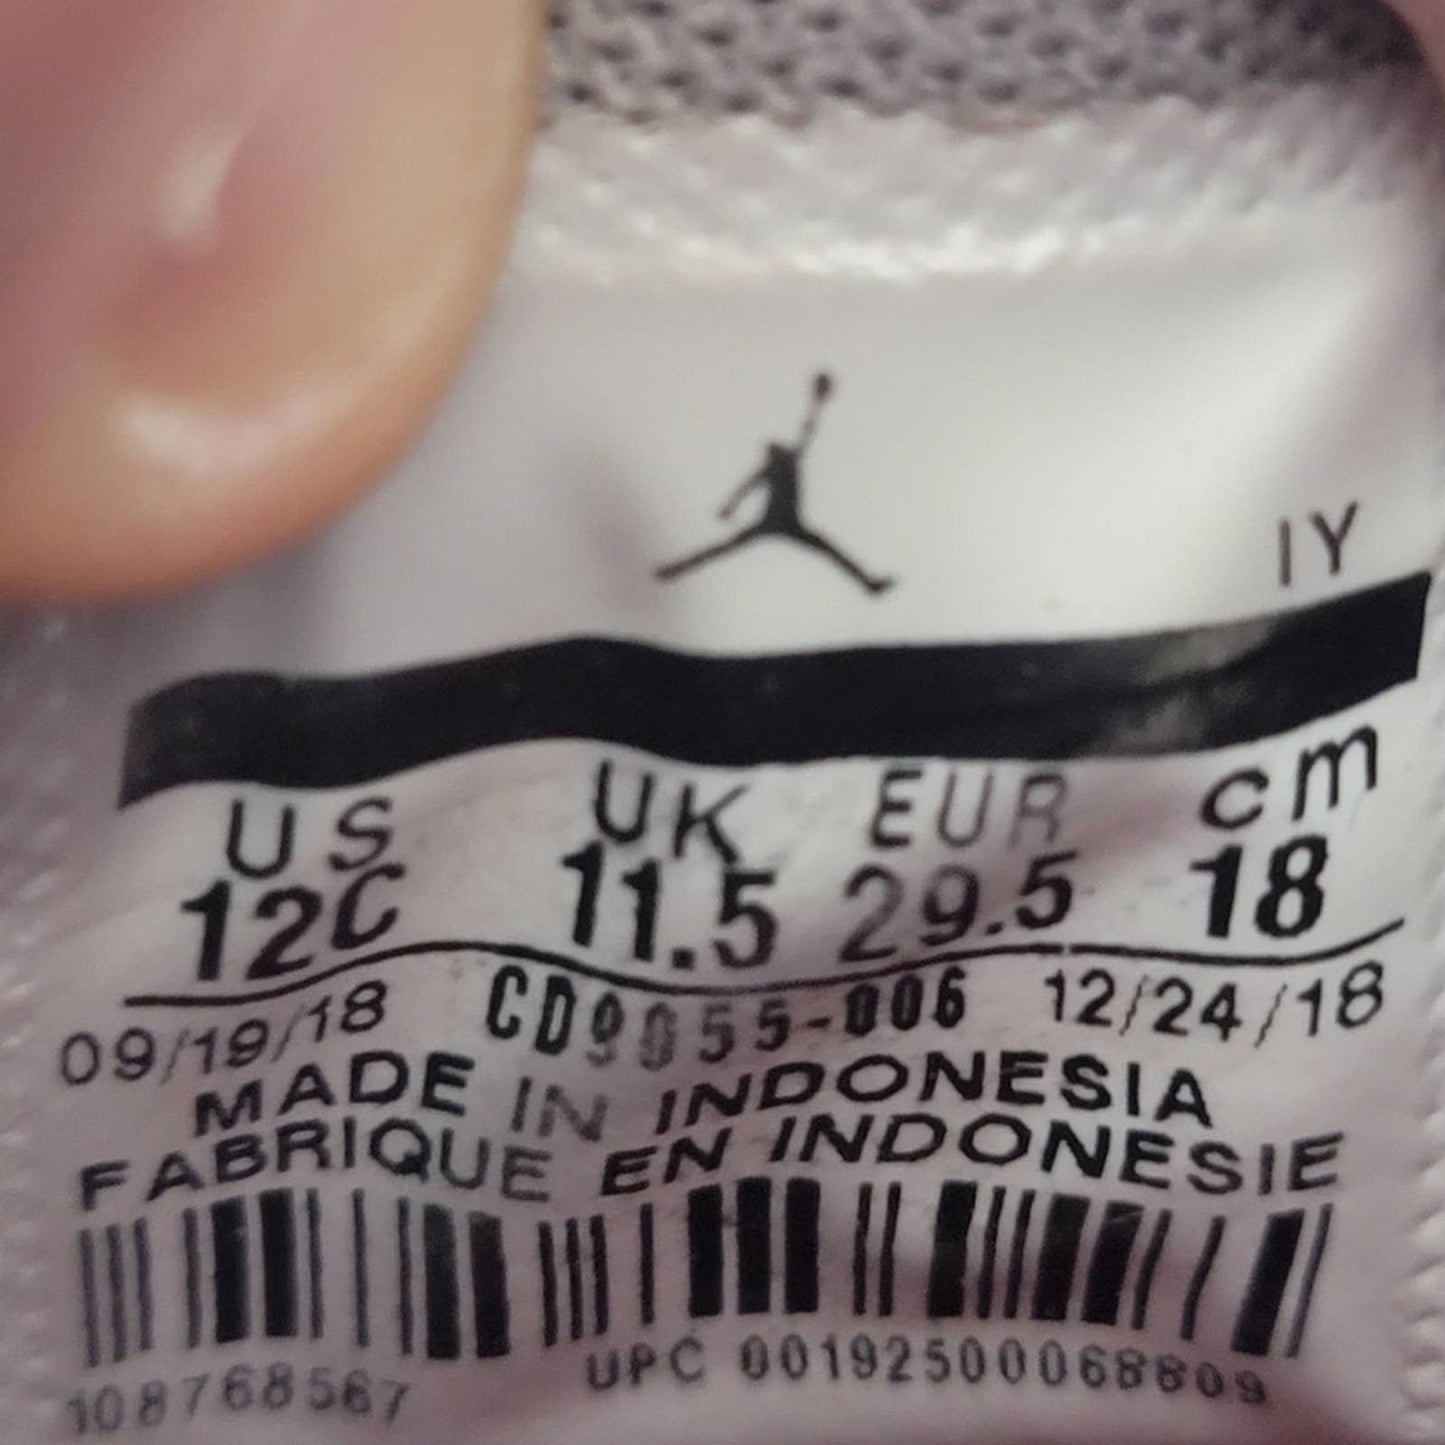 IY
US UK EUR cm
12C 11.5 29.5 18
09/19/18 CD9055-006 12/24/18
MADE IN INDONESIA
FABRIQUE EN INDONESIE
108768567 UPC 00192500068809